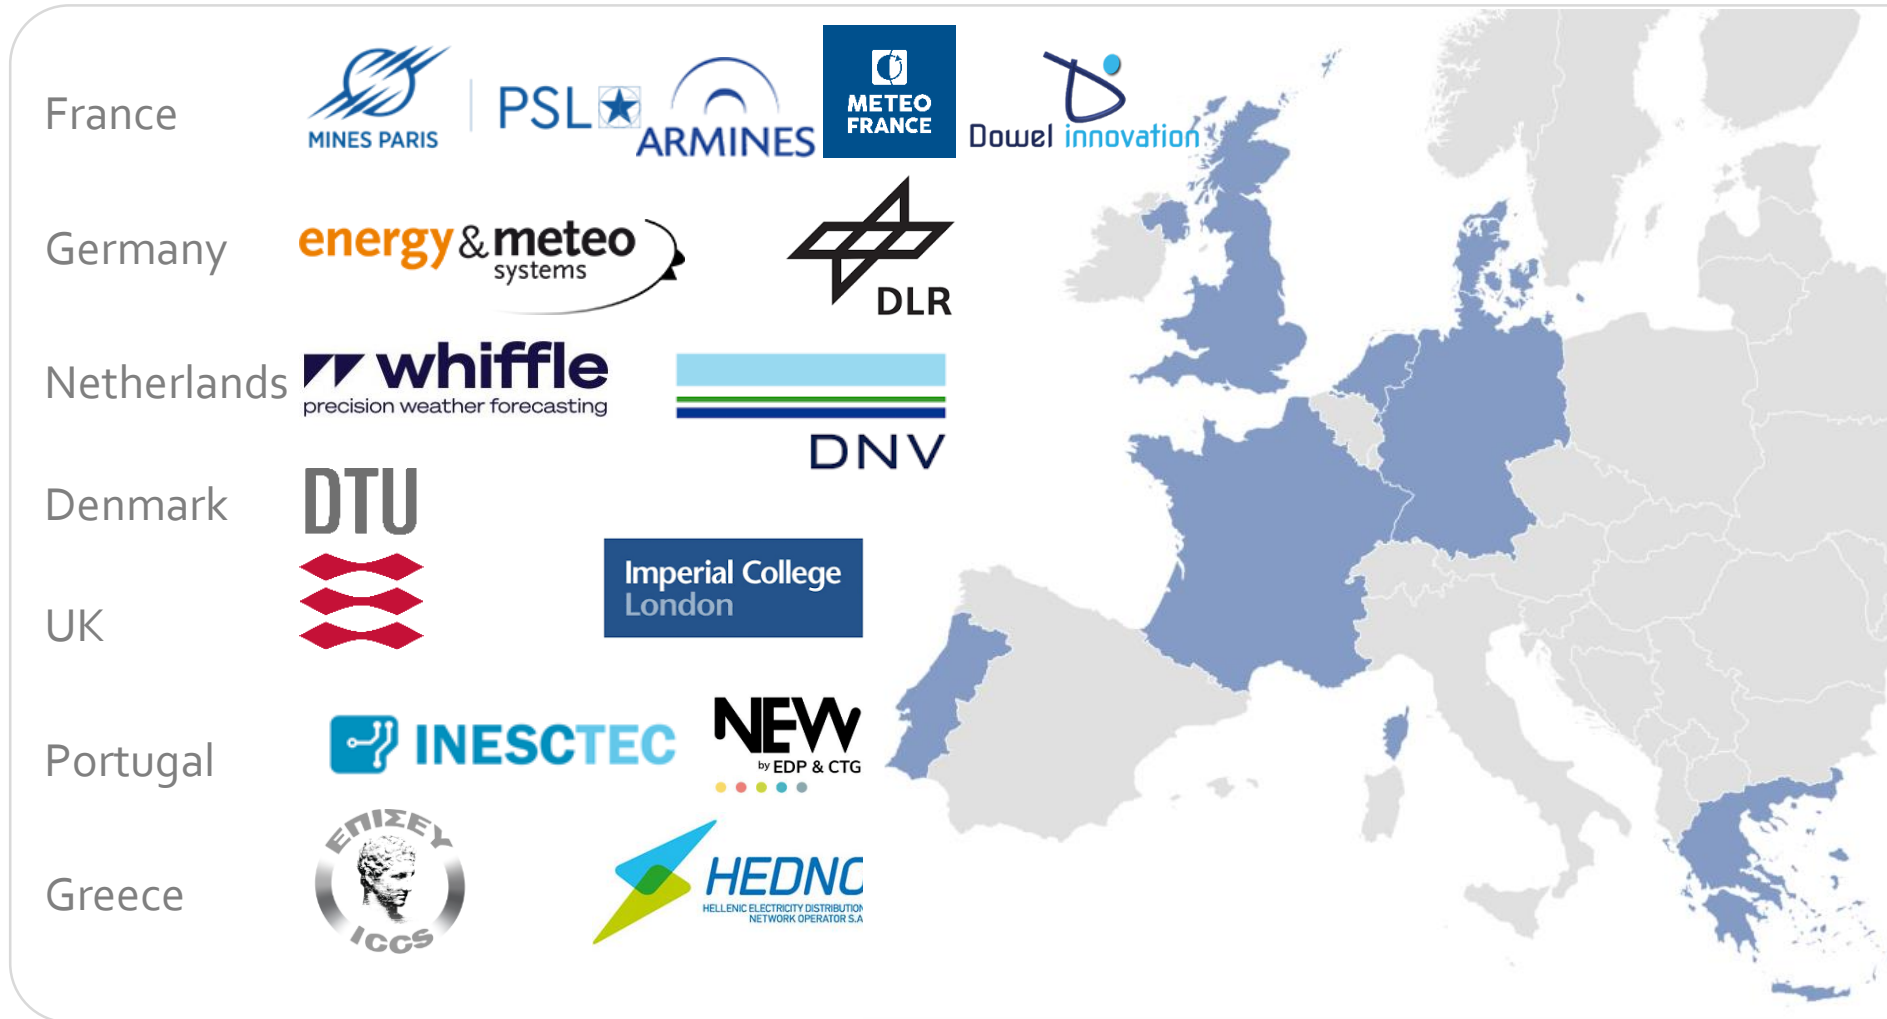 France
MINES PARIS
PSL
ARMINES
METEO
FRANCE
Dowel innovation
Germany
energy & meteo
systems
DLR
Netherlands
whiffle
precision weather forecasting
DNV
Denmark
DTU
UK
Imperial College
London
Portugal
INESCTEC
NEW
by EDP & CTG
Greece
ΕΠΙΣΕΥ
ICCS
HEDNO
HELLENIC ELECTRICITY DISTRIBUTION
NETWORK OPERATOR S.A